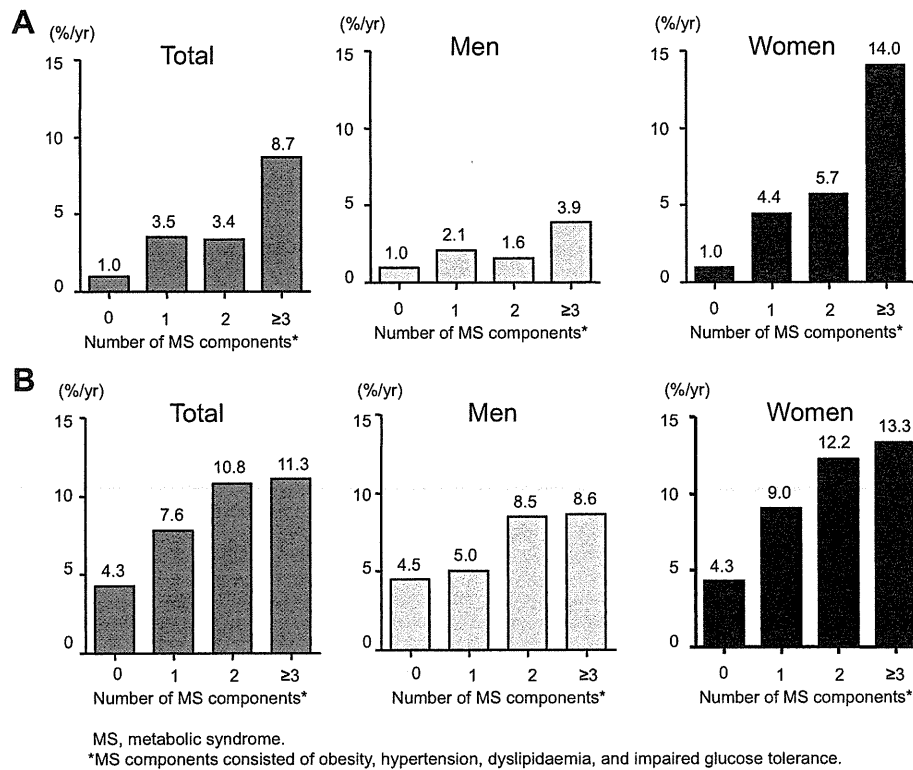 A
(%/yr) (%/yr) (%/yr)
Total Men Women
15 15 15
14.0
10 10 10
8.7
5 3.5 3.4 5 2.1 1.6 3.9 5 4.4 5.7
1.0 1.0 1.0
0 0 0
0 1 2 ≥3 0 1 2 ≥3 0 1 2 ≥3
Number of MS components* Number of MS components* Number of MS components*
B
(%/yr) (%/yr) (%/yr)
Total Men Women
15 15 15
10.8 11.3 12.2 13.3
10 7.6 10 8.5 8.6 10 9.0
5 4.3 5 4.5 5.0 5 4.3
0 0 0
0 1 2 ≥3 0 1 2 ≥3 0 1 2 ≥3
Number of MS components* Number of MS components* Number of MS components*
MS, metabolic syndrome.
*MS components consisted of obesity, hypertension, dyslipidaemia, and impaired glucose tolerance.